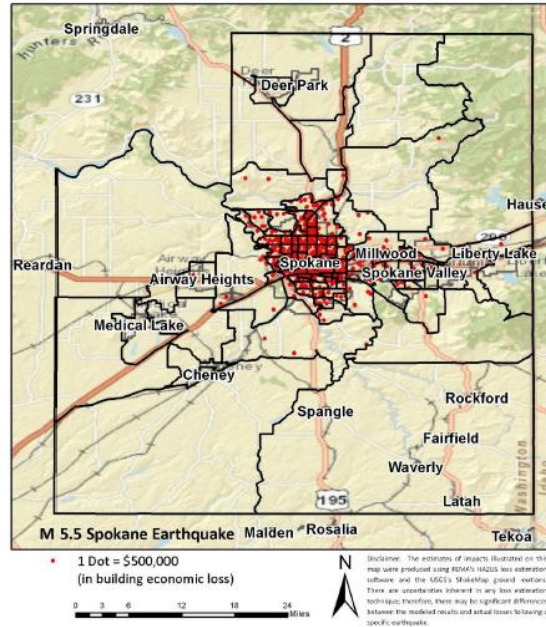 Springdale
hunters
2
231
Deer Park
Hause
Millwood
290
Liberty Lake
Airway
Reardan
Spokane
Airway Heights
Spokane Valley
Medical Lake
Cheney
Rockford
Spangle
Fairfield
Waverly
Washington
Idaho
195
Latah
M 5.5 Spokane Earthquake
Malden
Rosalia
Tekoa
1 Dot = $500,000
(in building economic loss)
0 3 6 12 18 24
Miles
N
Disclaimer: The estimates of impacts illustrated on this
map were produced using FEMA's HAZUS loss estimation
software and the USGS's ShakeMap ground motions.
There are uncertainties inherent in any loss estimation
technique; therefore, there may be significant differences
between the modeled results and actual losses following a
specific earthquake.